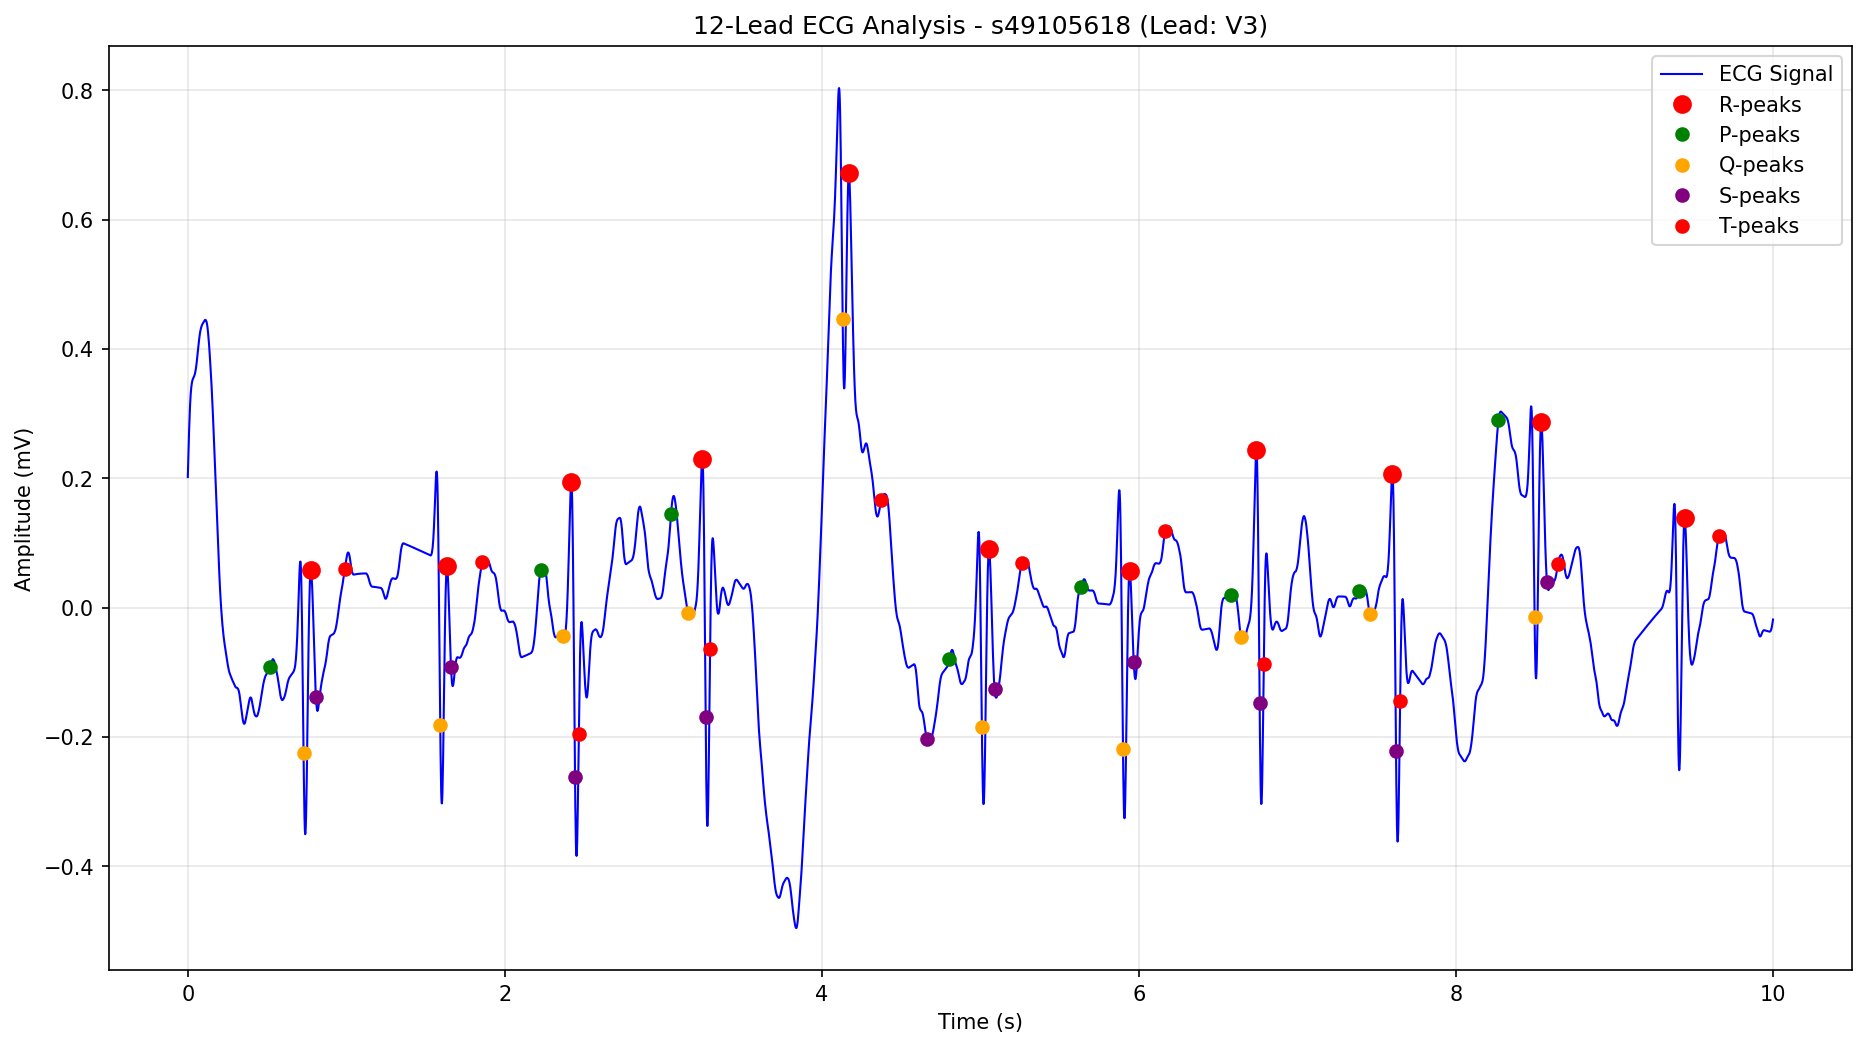 12-Lead ECG Analysis - s49105618 (Lead: V3)
ECG Signal
R-peaks
P-peaks
Q-peaks
S-peaks
T-peaks
Amplitude (mV)
0.8
0.6
0.4
0.2
0.0
−0.2
−0.4
0 2 4 6 8 10
Time (s)